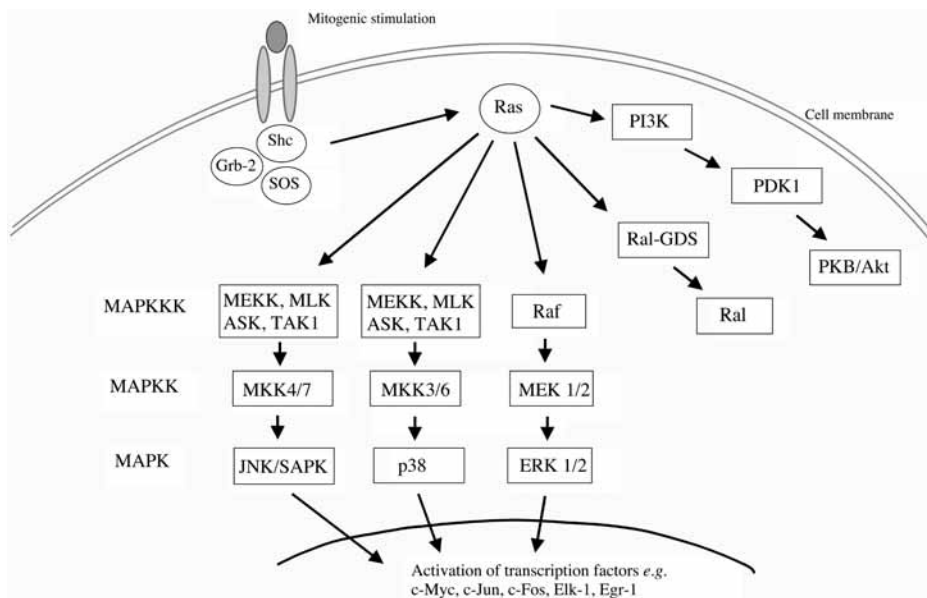 Mitogenic stimulation
Ras
PI3K
Cell membrane
Shc
Grb-2
SOS
PDK1
Ral-GDS
PKB/Akt
MAPKKK
MEKK, MLK
ASK, TAK1
MEKK, MLK
ASK, TAK1
Raf
Ral
MAPKK
MKK4/7
MKK3/6
MEK 1/2
MAPK
JNK/SAPK
p38
ERK 1/2
Activation of transcription factors e.g.
c-Myc, c-Jun, c-Fos, Elk-1, Egr-1